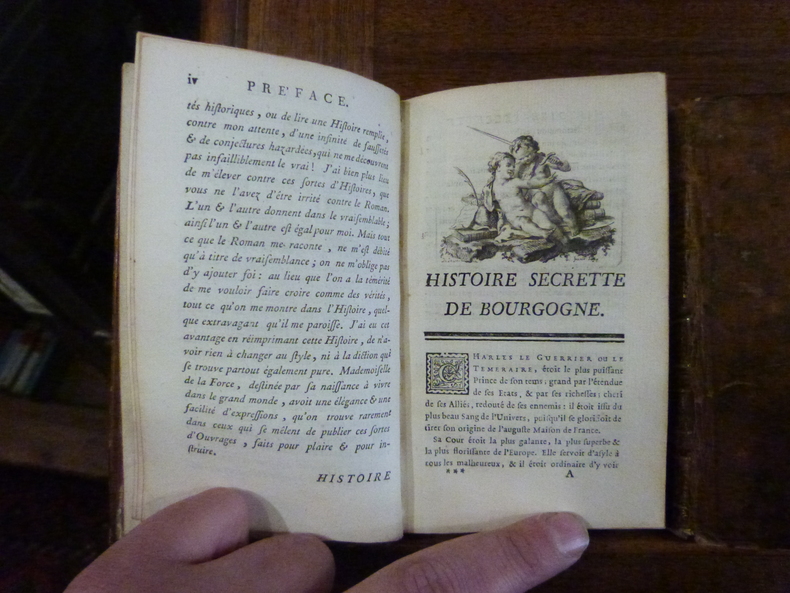 iv PREFACE.
tés historiques, ou de lire une Histoire remplie,
contre mon attente, d'une infinité de faussetés
& de conjectures hazardées, qui ne me découvrent
pas infailliblement le vrai! J'ai bien plus lieu
de m'élever contre ces sortes d'Histoires, que
vous ne l'avez d'être irrité contre le Roman.
L'un & l'autre donnent dans le vraisemblable;
ainsi l'un & l'autre est égal pour moi. Mais tout
ce que le Roman me raconte, ne m'est débité
qu'à titre de vraisemblance; on ne m'oblige pas
d'y ajouter foi: au lieu que l'on a la témérité
de me vouloir faire croire comme des vérités,
tout ce qu'on me montre dans l'Histoire, quel-
que extravagant qu'il me paroisse. J'ai eu cet
avantage en réimprimant cette Histoire, de n'a-
voir rien à changer au style, ni à la diction qui
se trouve partout également pure. Mademoiselle
de la Force, destinée par sa naissance à vivre
dans le grand monde, avoit une élégance & une
facilité d'expressions, qu'on trouve rarement
dans ceux qui se mêlent de publier ces sortes
d'Ouvrages, faits pour plaire & pour in-
struire.
HISTOIRE
HISTOIRE SECRETTE
DE BOURGOGNE.
CHARLES LE GUERRIER OU LE
TEMERAIRE, étoit le plus puissant
Prince de son tems; grand par l'étendue
de ses Etats, & par ses richesses; cheri
de ses Alliés, redouté de ses ennemis: il étoit issu du
plus beau Sang de l'Univers, puisqu'il se glorifioit de
tirer son origine de l'auguste Maison de France.
Sa Cour étoit la plus galante, la plus superbe &
la plus florissante de l'Europe. Elle servoit d'asyle à
tous les malheureux, & il étoit ordinaire d'y voir
*** A